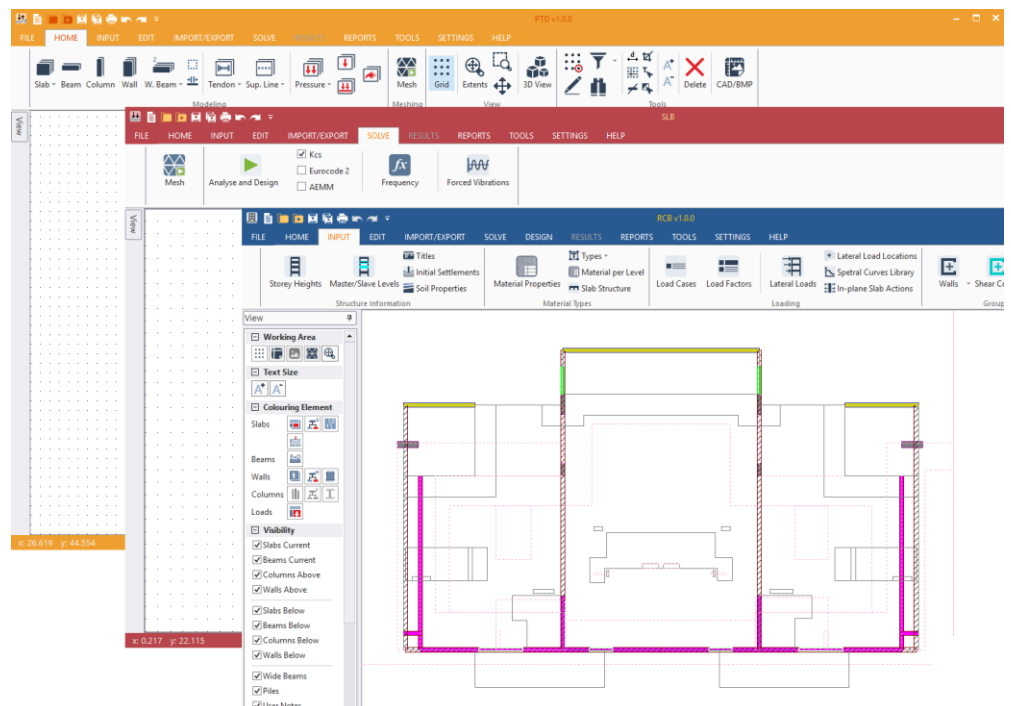 PTD v1.0.0
FILE HOME INPUT EDIT IMPORT/EXPORT SOLVE RESULTS REPORTS TOOLS SETTINGS HELP
Slab Beam Column Wall W. Beam Tendon Sup. Line Pressure Mesh Grid Extents 3D View Delete CAD/BMP
Modeling Meshing View Tools
View
SLB
FILE HOME INPUT EDIT IMPORT/EXPORT SOLVE RESULTS REPORTS TOOLS SETTINGS HELP
Kcs
Eurocode 2
AEMM
Mesh Analyse and Design Frequency Forced Vibrations
View
RCB v1.0.0
FILE HOME INPUT EDIT IMPORT/EXPORT SOLVE DESIGN RESULTS REPORTS TOOLS SETTINGS HELP
Titles Types Lateral Load Locations
Initial Settlements Material per Level Spetral Curves Library
Soil Properties Slab Structure In-plane Slab Actions
Storey Heights Master/Slave Levels Material Properties Load Cases Load Factors Lateral Loads Walls Shear Co
Structure Information Material Types Loading Group
View
Working Area
Text Size
A+ A-
Colouring Element
Slabs
Beams
Walls
Columns
Loads
Visibility
Slabs Current
Beams Current
Columns Above
Walls Above
Slabs Below
Beams Below
Columns Below
Walls Below
Wide Beams
Piles
User Notes
x: 26.619 y: 44.554
x: 0.217 y: 22.115